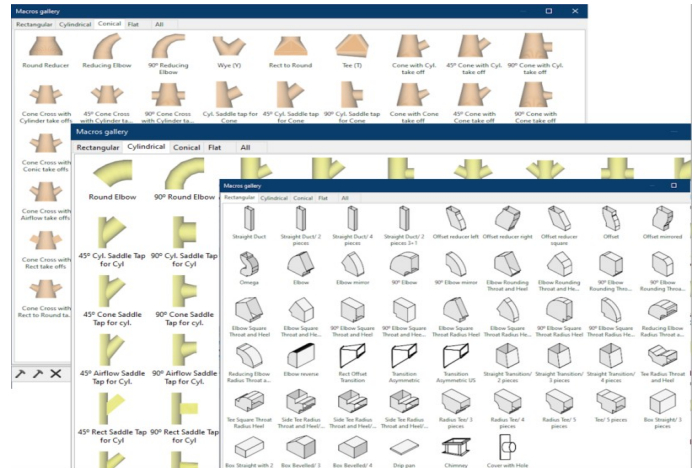 Macros gallery
Rectangular Cylindrical Conical Flat All
Round Reducer Reducing Elbow 90º Reducing Elbow Wye (Y) Rect to Round Tee (T) Cone with Cyl. take off 45º Cone with Cyl. take off 90º Cone with Cyl. take off
Cone Cross with Cylinder take offs 45º Cone Cross with Cylinder ta... 90º Cone Cross with Cylinder ta... Cyl. Saddle tap for Cone 45º Cyl. Saddle tap for Cone 90º Cyl. Saddle tap for Cone Cone with Cone take off 45º Cone with Cone take off 90º Cone with Cone take off
Cone Cross with Conic take offs
Cone Cross with Airflow take offs
Cone Cross with Rect take offs
Cone Cross with Rect to Round ta...
Macros gallery
Rectangular Cylindrical Conical Flat All
Round Elbow 90º Round Elbow
45º Cyl. Saddle Tap for Cyl 90º Cyl. Saddle Tap for Cyl
45º Cone Saddle Tap for cyl. 90º Cone Saddle Tap for Cyl.
45º Airflow Saddle Tap for Cyl. 90º Airflow Saddle Tap for Cyl.
45º Rect Saddle Tap for Cyl 90º Rect Saddle Tap for Cyl
Macros gallery
Rectangular Cylindrical Conical Flat All
Straight Duct Straight Duct/ 2 pieces Straight Duct/ 4 pieces Straight Duct/ 2 pieces 3+1 Offset reducer left Offset reducer right Offset reducer square Offset Offset mirrored
Omega Elbow Elbow mirror 90º Elbow 90º Elbow mirror Elbow Rounding Throat and Heel Elbow Rounding Throat and He... 90º Elbow Rounding Thro... 90º Elbow Rounding Throa...
Elbow Square Throat and Heel Elbow Square Throat and He... 90º Elbow Square Throat and Heel 90º Elbow Square Throat and He... Elbow Square Throat Radius Heel Elbow Square Throat Radius He... 90º Elbow Square Throat Radius Heel 90º Elbow Square Throat Radius He... Reducing Elbow Radius Throat a...
Reducing Elbow Radius Throat a... Elbow reverse Rect Offset Transition Transition Asymmetric Transition Asymmetric US Straight Transition/ 2 pieces Straight Transition/ 3 pieces Straight Transition/ 4 pieces Tee Radius Throat and Heel
Tee Square Throat Radius Heel Side Tee Radius Throat and Heel/... Side Tee Radius Throat and Heel/... Radius Tee/ 3 pieces Radius Tee/ 4 pieces Radius Tee/ 5 pieces Tee/ 5 pieces Box Straight/ 5 pieces
Box Straight with 2 Box Bevelled/ 3 Box Bevelled/ 4 Drip pan Chimney Cover with Hole